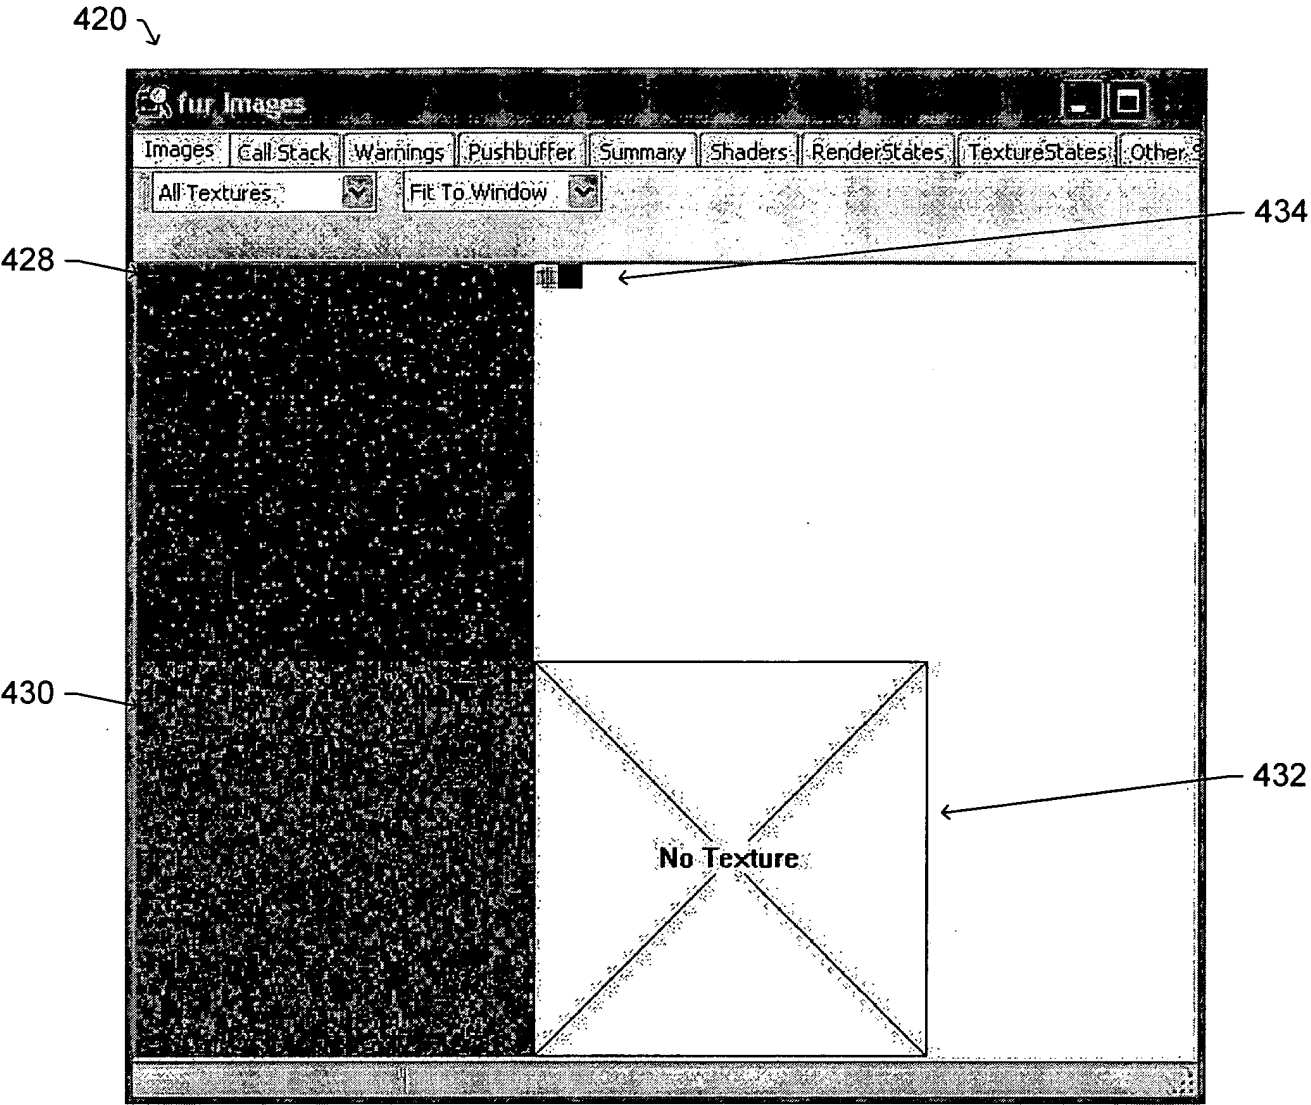 420
fur Images
Images Call Stack Warnings Pushbuffer Summary Shaders RenderStates TextureStates Other S
All Textures Fit To Window
434
428
430
432
No Texture